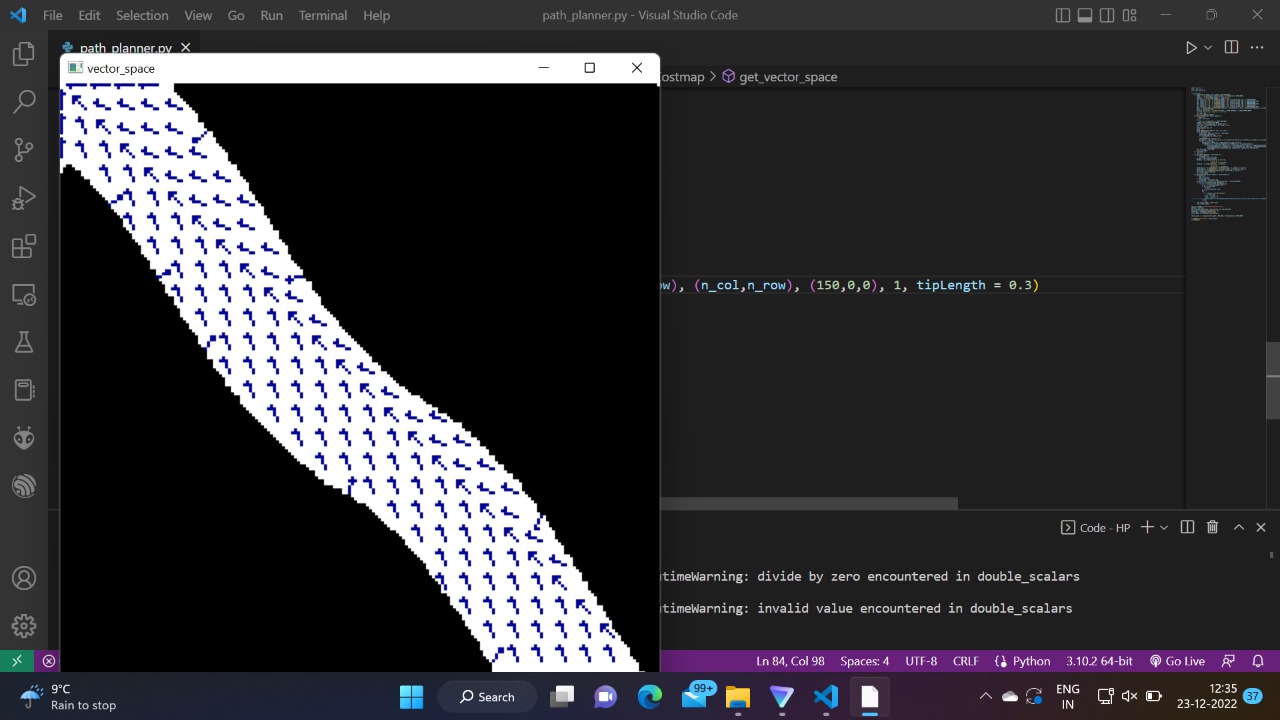 File Edit Selection View Go Run Terminal Help
path_planner.py - Visual Studio Code
path_planner.py
vector_space
ostmap > get_vector_space
ow), (n_col,n_row), (150,0,0), 1, tipLength = 0.3)
Code - HP
timeWarning: divide by zero encountered in double_scalars
timeWarning: invalid value encountered in double_scalars
Ln 84, Col 98 Spaces: 4 UTF-8 CRLF Python 3.10.2 64-bit Go Live
9°C
Rain to stop
Search
99+
ENG
IN
12:35
23-12-2022
37